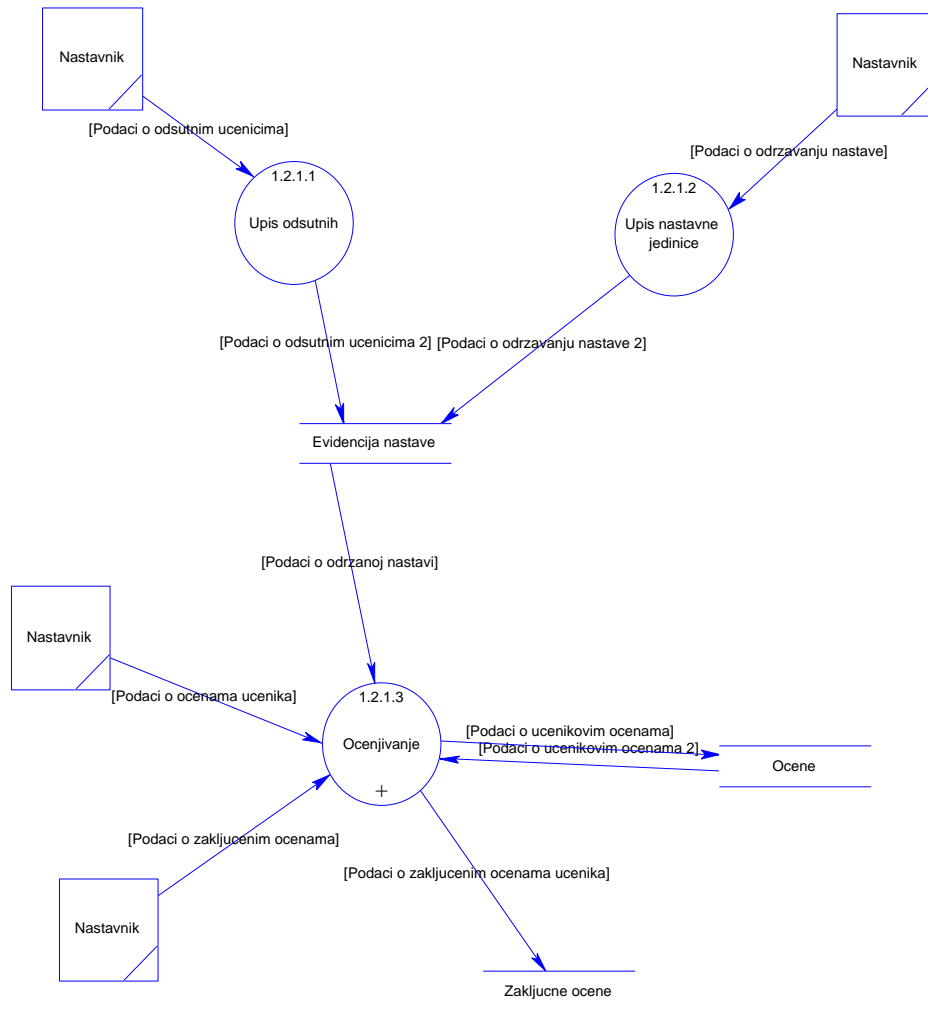 Nastavnik
Nastavnik
[Podaci o odsutnim ucenicima]
[Podaci o odrzavanju nastave]
1.2.1.1
Upis odsutnih
1.2.1.2
Upis nastavne
jedinice
[Podaci o odsutnim ucenicima 2]
[Podaci o odrzavanju nastave 2]
Evidencija nastave
[Podaci o odrzanoj nastavi]
Nastavnik
[Podaci o ocenama ucenika]
1.2.1.3
Ocenjivanje
+
[Podaci o ucenikovim ocenama]
[Podaci o ucenikovim ocenama 2]
Ocene
[Podaci o zakljucenim ocenama]
[Podaci o zakljucenim ocenama ucenika]
Nastavnik
Zakljucne ocene